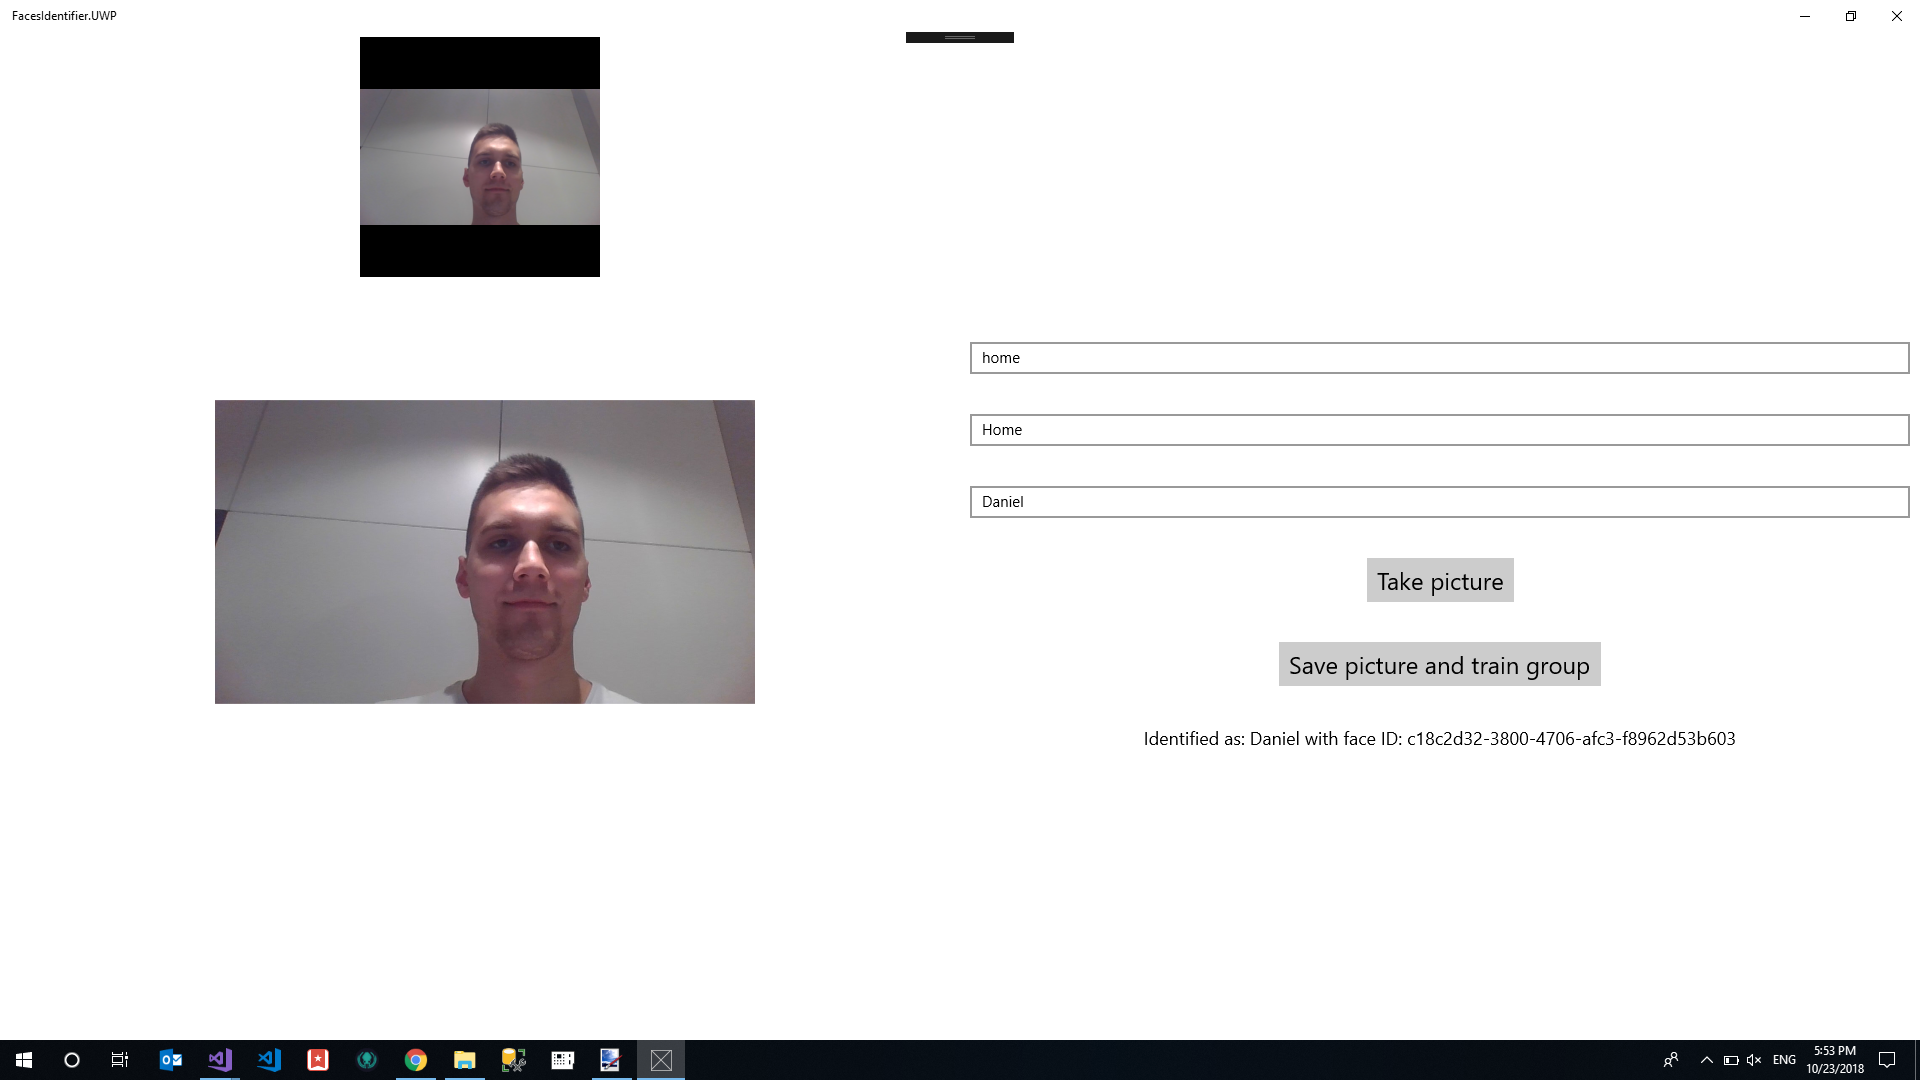 FacesIdentifier.UWP
home
Home
Daniel
Take picture
Save picture and train group
Identified as: Daniel with face ID: c18c2d32-3800-4706-afc3-f8962d53b603
ENG
5:53 PM
10/23/2018